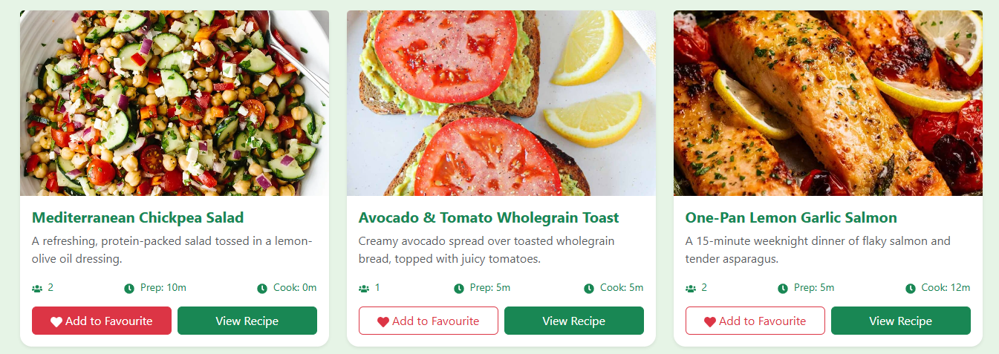 Mediterranean Chickpea Salad
A refreshing, protein-packed salad tossed in a lemon-
olive oil dressing.
2 Prep: 10m Cook: 0m
Add to Favourite View Recipe
Avocado & Tomato Wholegrain Toast
Creamy avocado spread over toasted wholegrain
bread, topped with juicy tomatoes.
1 Prep: 5m Cook: 5m
Add to Favourite View Recipe
One-Pan Lemon Garlic Salmon
A 15-minute weeknight dinner of flaky salmon and
tender asparagus.
2 Prep: 5m Cook: 12m
Add to Favourite View Recipe